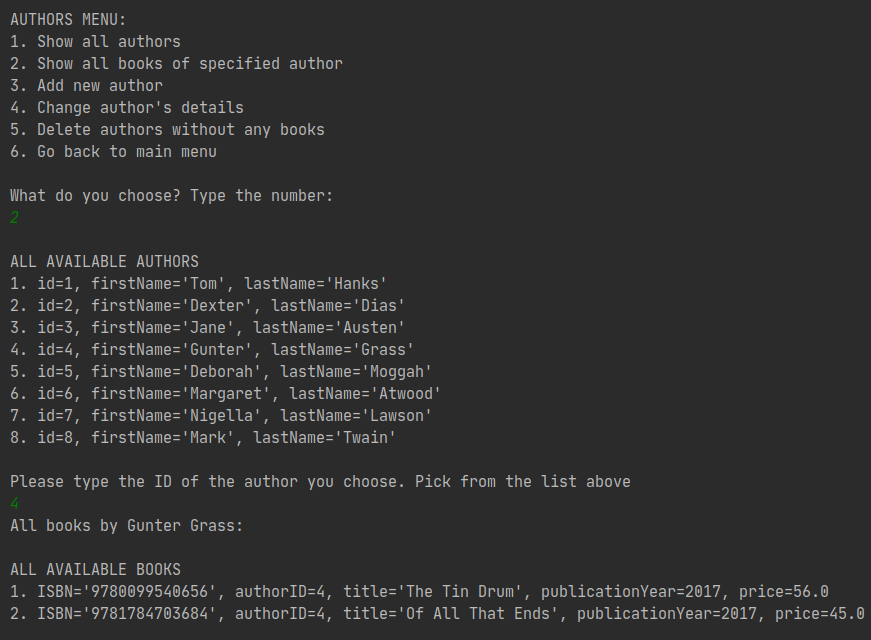 AUTHORS MENU:
1. Show all authors
2. Show all books of specified author
3. Add new author
4. Change author's details
5. Delete authors without any books
6. Go back to main menu
What do you choose? Type the number:
2
ALL AVAILABLE AUTHORS
1. id=1, firstName='Tom', lastName='Hanks'
2. id=2, firstName='Dexter', lastName='Dias'
3. id=3, firstName='Jane', lastName='Austen'
4. id=4, firstName='Gunter', lastName='Grass'
5. id=5, firstName='Deborah', lastName='Moggah'
6. id=6, firstName='Margaret', lastName='Atwood'
7. id=7, firstName='Nigella', lastName='Lawson'
8. id=8, firstName='Mark', lastName='Twain'
Please type the ID of the author you choose. Pick from the list above
4
All books by Gunter Grass:
ALL AVAILABLE BOOKS
1. ISBN='9780099540656', authorID=4, title='The Tin Drum', publicationYear=2017, price=56.0
2. ISBN='9781784703684', authorID=4, title='Of All That Ends', publicationYear=2017, price=45.0